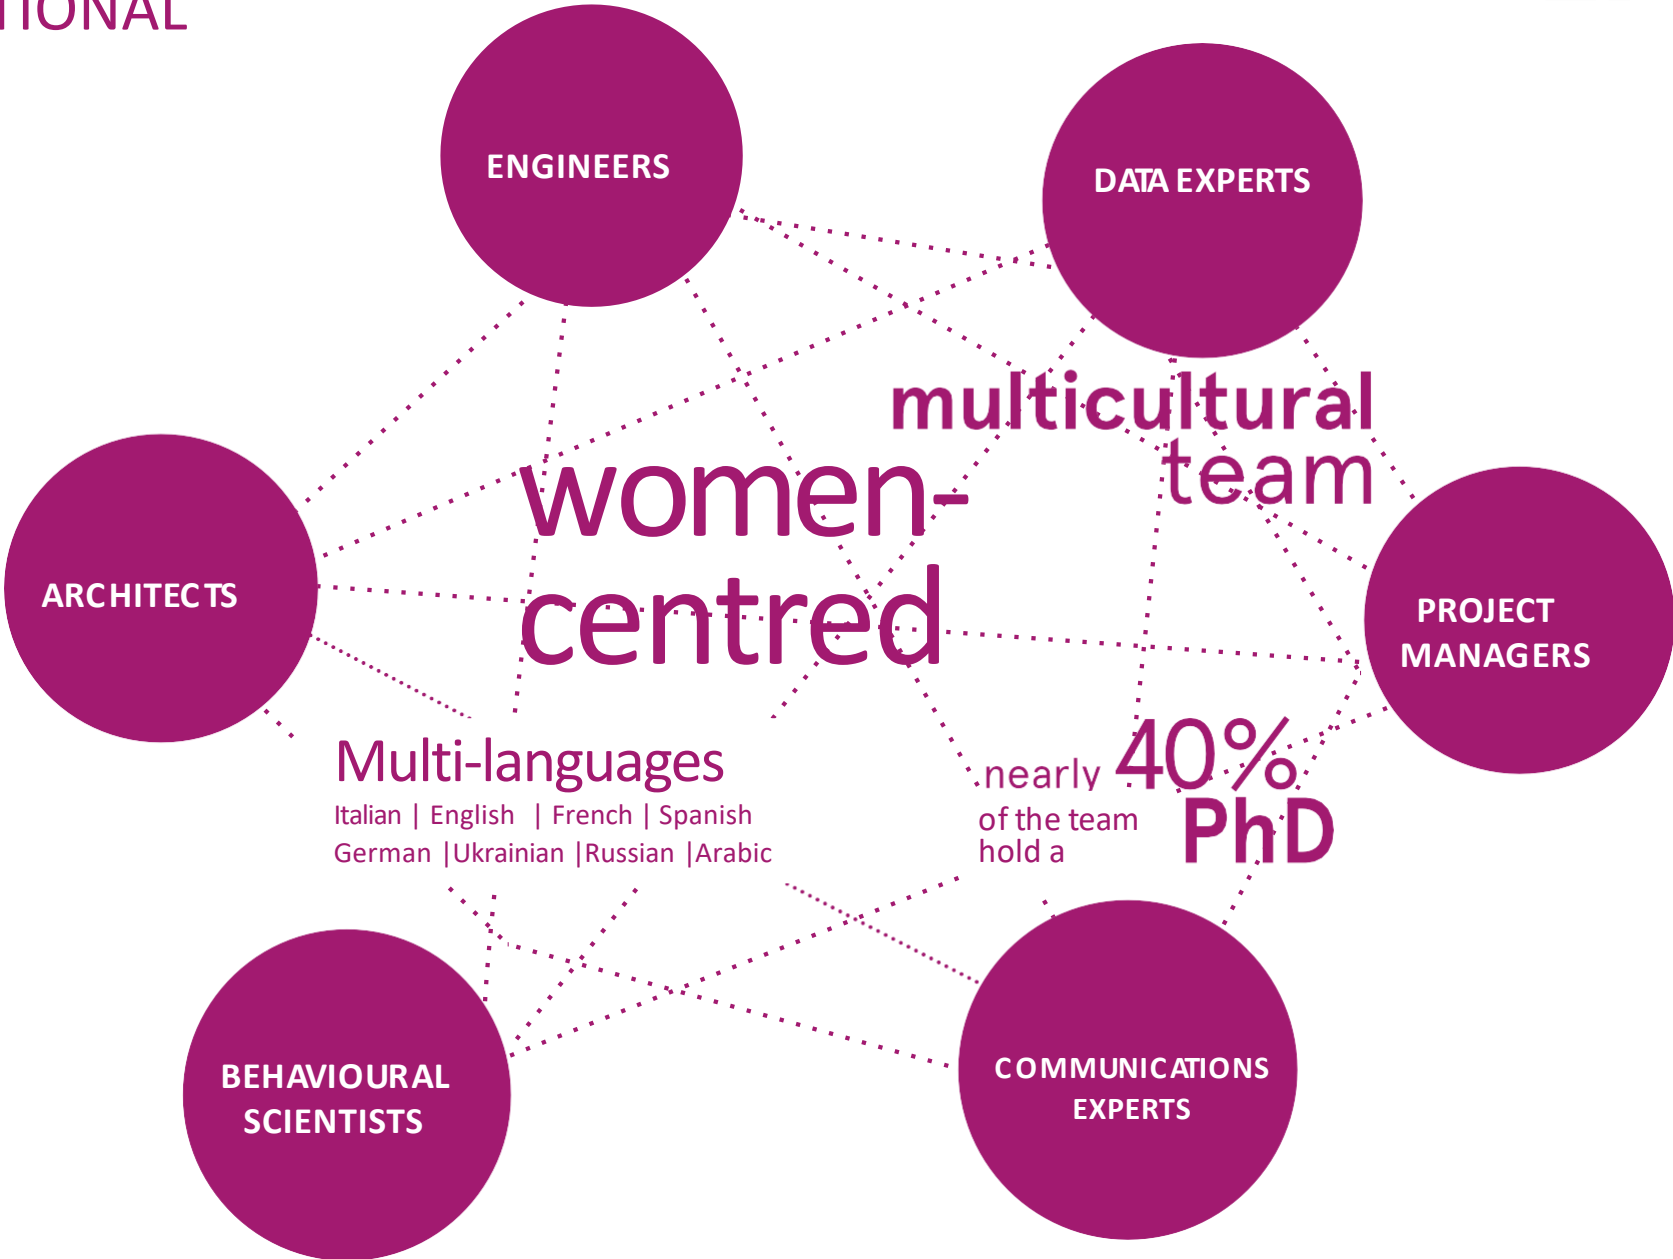 TIONAL
ENGINEERS
DATA EXPERTS
multicultural
team
women-
centred
ARCHITECTS
PROJECT
MANAGERS
Multi-languages
Italian | English | French | Spanish
German |Ukrainian |Russian |Arabic
nearly 40%
of the team
hold a PhD
BEHAVIOURAL
SCIENTISTS
COMMUNICATIONS
EXPERTS